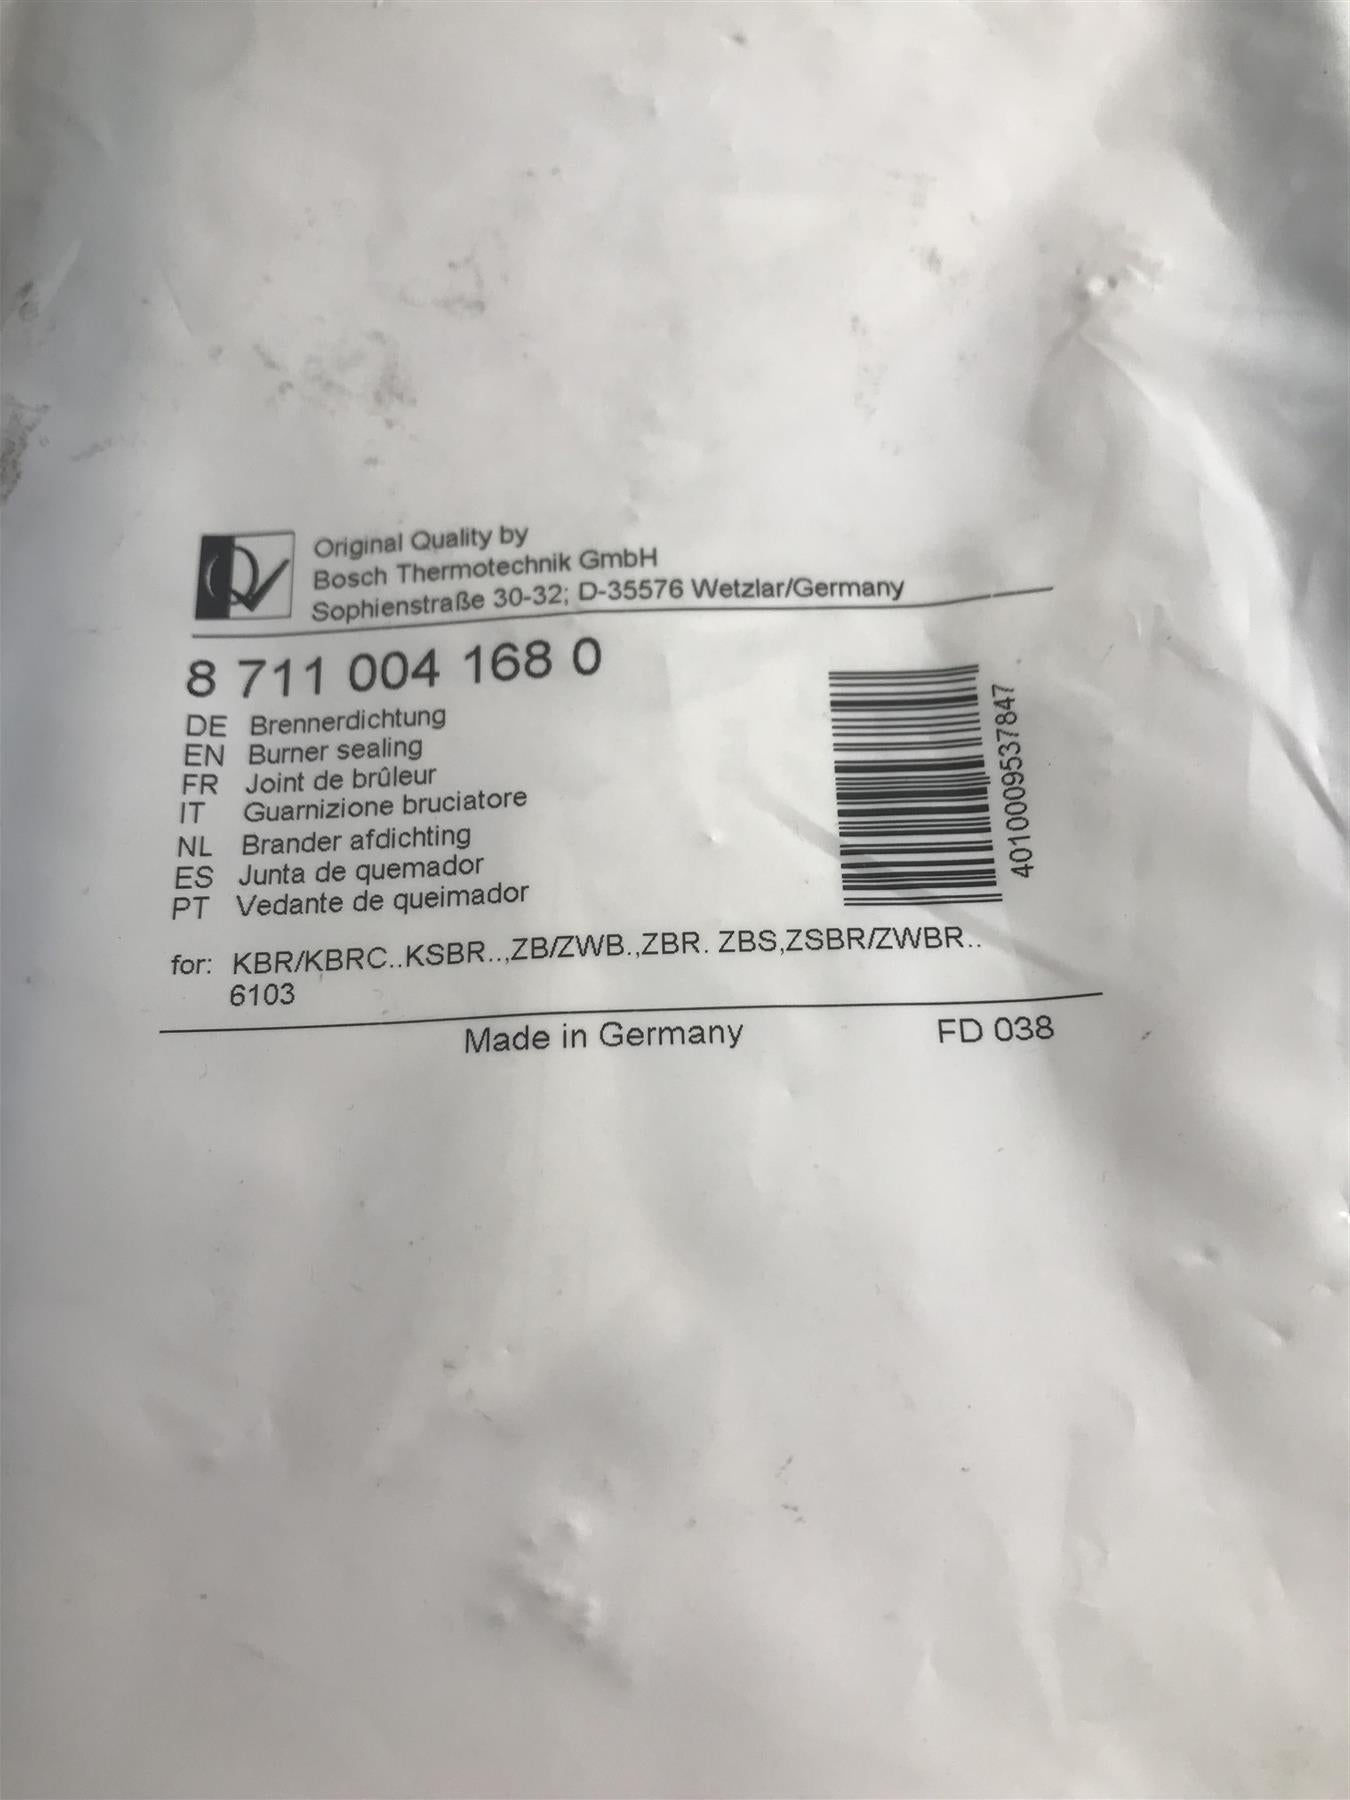 Original Quality by
Bosch Thermotechnik GmbH
Sophienstraße 30-32; D-35576 Wetzlar/Germany
8 711 004 168 0
DE Brennerdichtung
EN Burner sealing
FR Joint de brûleur
IT Guarnizione bruciatore
NL Brander afdichting
ES Junta de quemador
PT Vedante de queimador
4010009537847
for: KBR/KBRC..KSBR..,ZB/ZWB.,ZBR. ZBS,ZSBR/ZWBR..
6103
Made in Germany FD 038